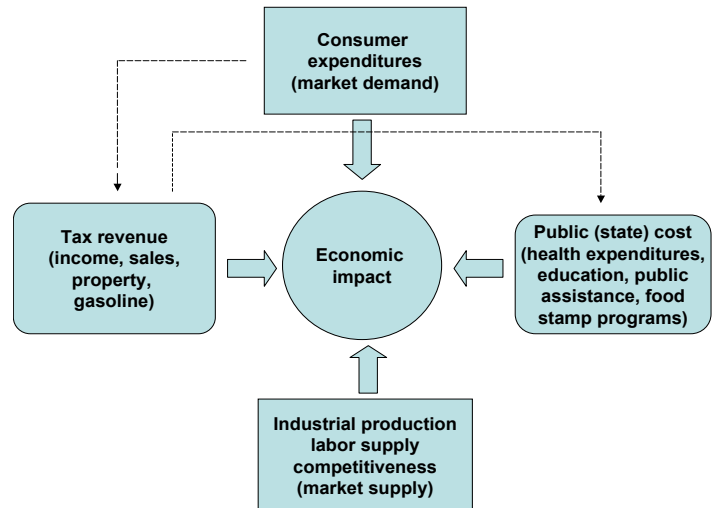 Consumer
expenditures
(market demand)
Tax revenue
(income, sales,
property,
gasoline)
Economic
impact
Public (state) cost
(health expenditures,
education, public
assistance, food
stamp programs)
Industrial production
labor supply
competitiveness
(market supply)